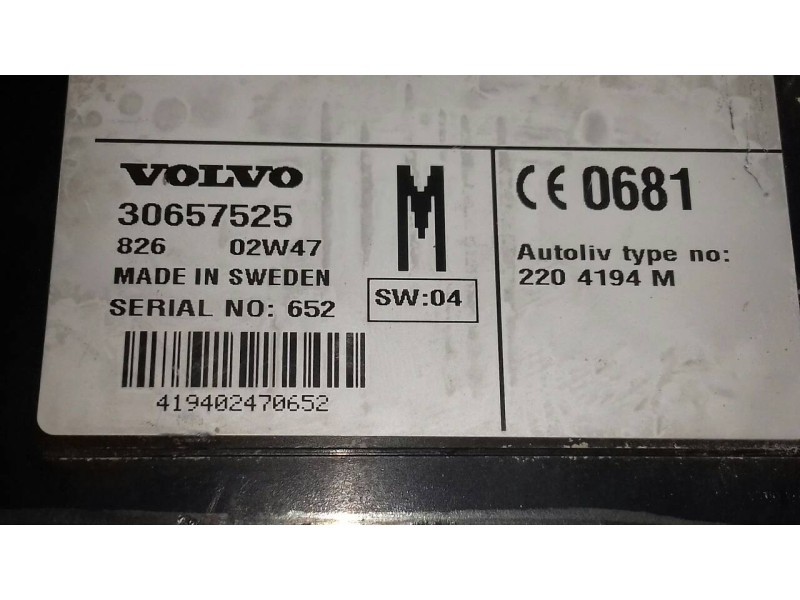 VOLVO
30657525
826 02W47
MADE IN SWEDEN
SERIAL NO: 652
419402470652
M
SW:04
CE 0681
Autoliv type no:
220 4194 M